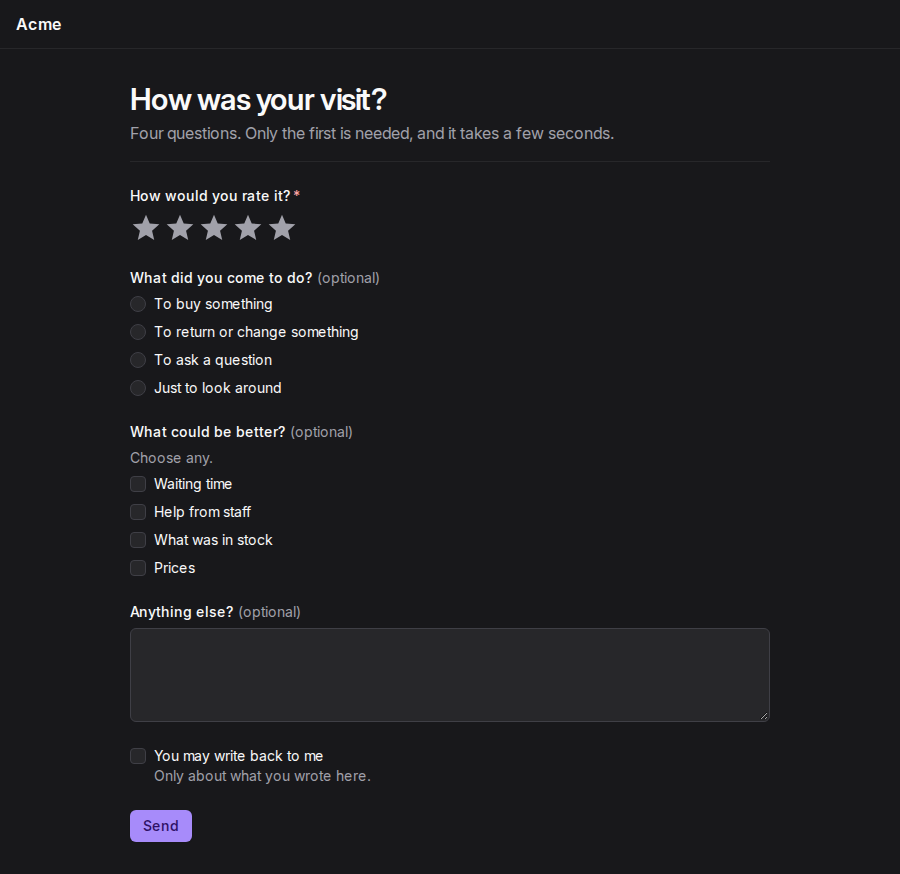 Acme
How was your visit?
Four questions. Only the first is needed, and it takes a few seconds.
How would you rate it? *
What did you come to do? (optional)
To buy something
To return or change something
To ask a question
Just to look around
What could be better? (optional)
Choose any.
Waiting time
Help from staff
What was in stock
Prices
Anything else? (optional)
You may write back to me
Only about what you wrote here.
Send